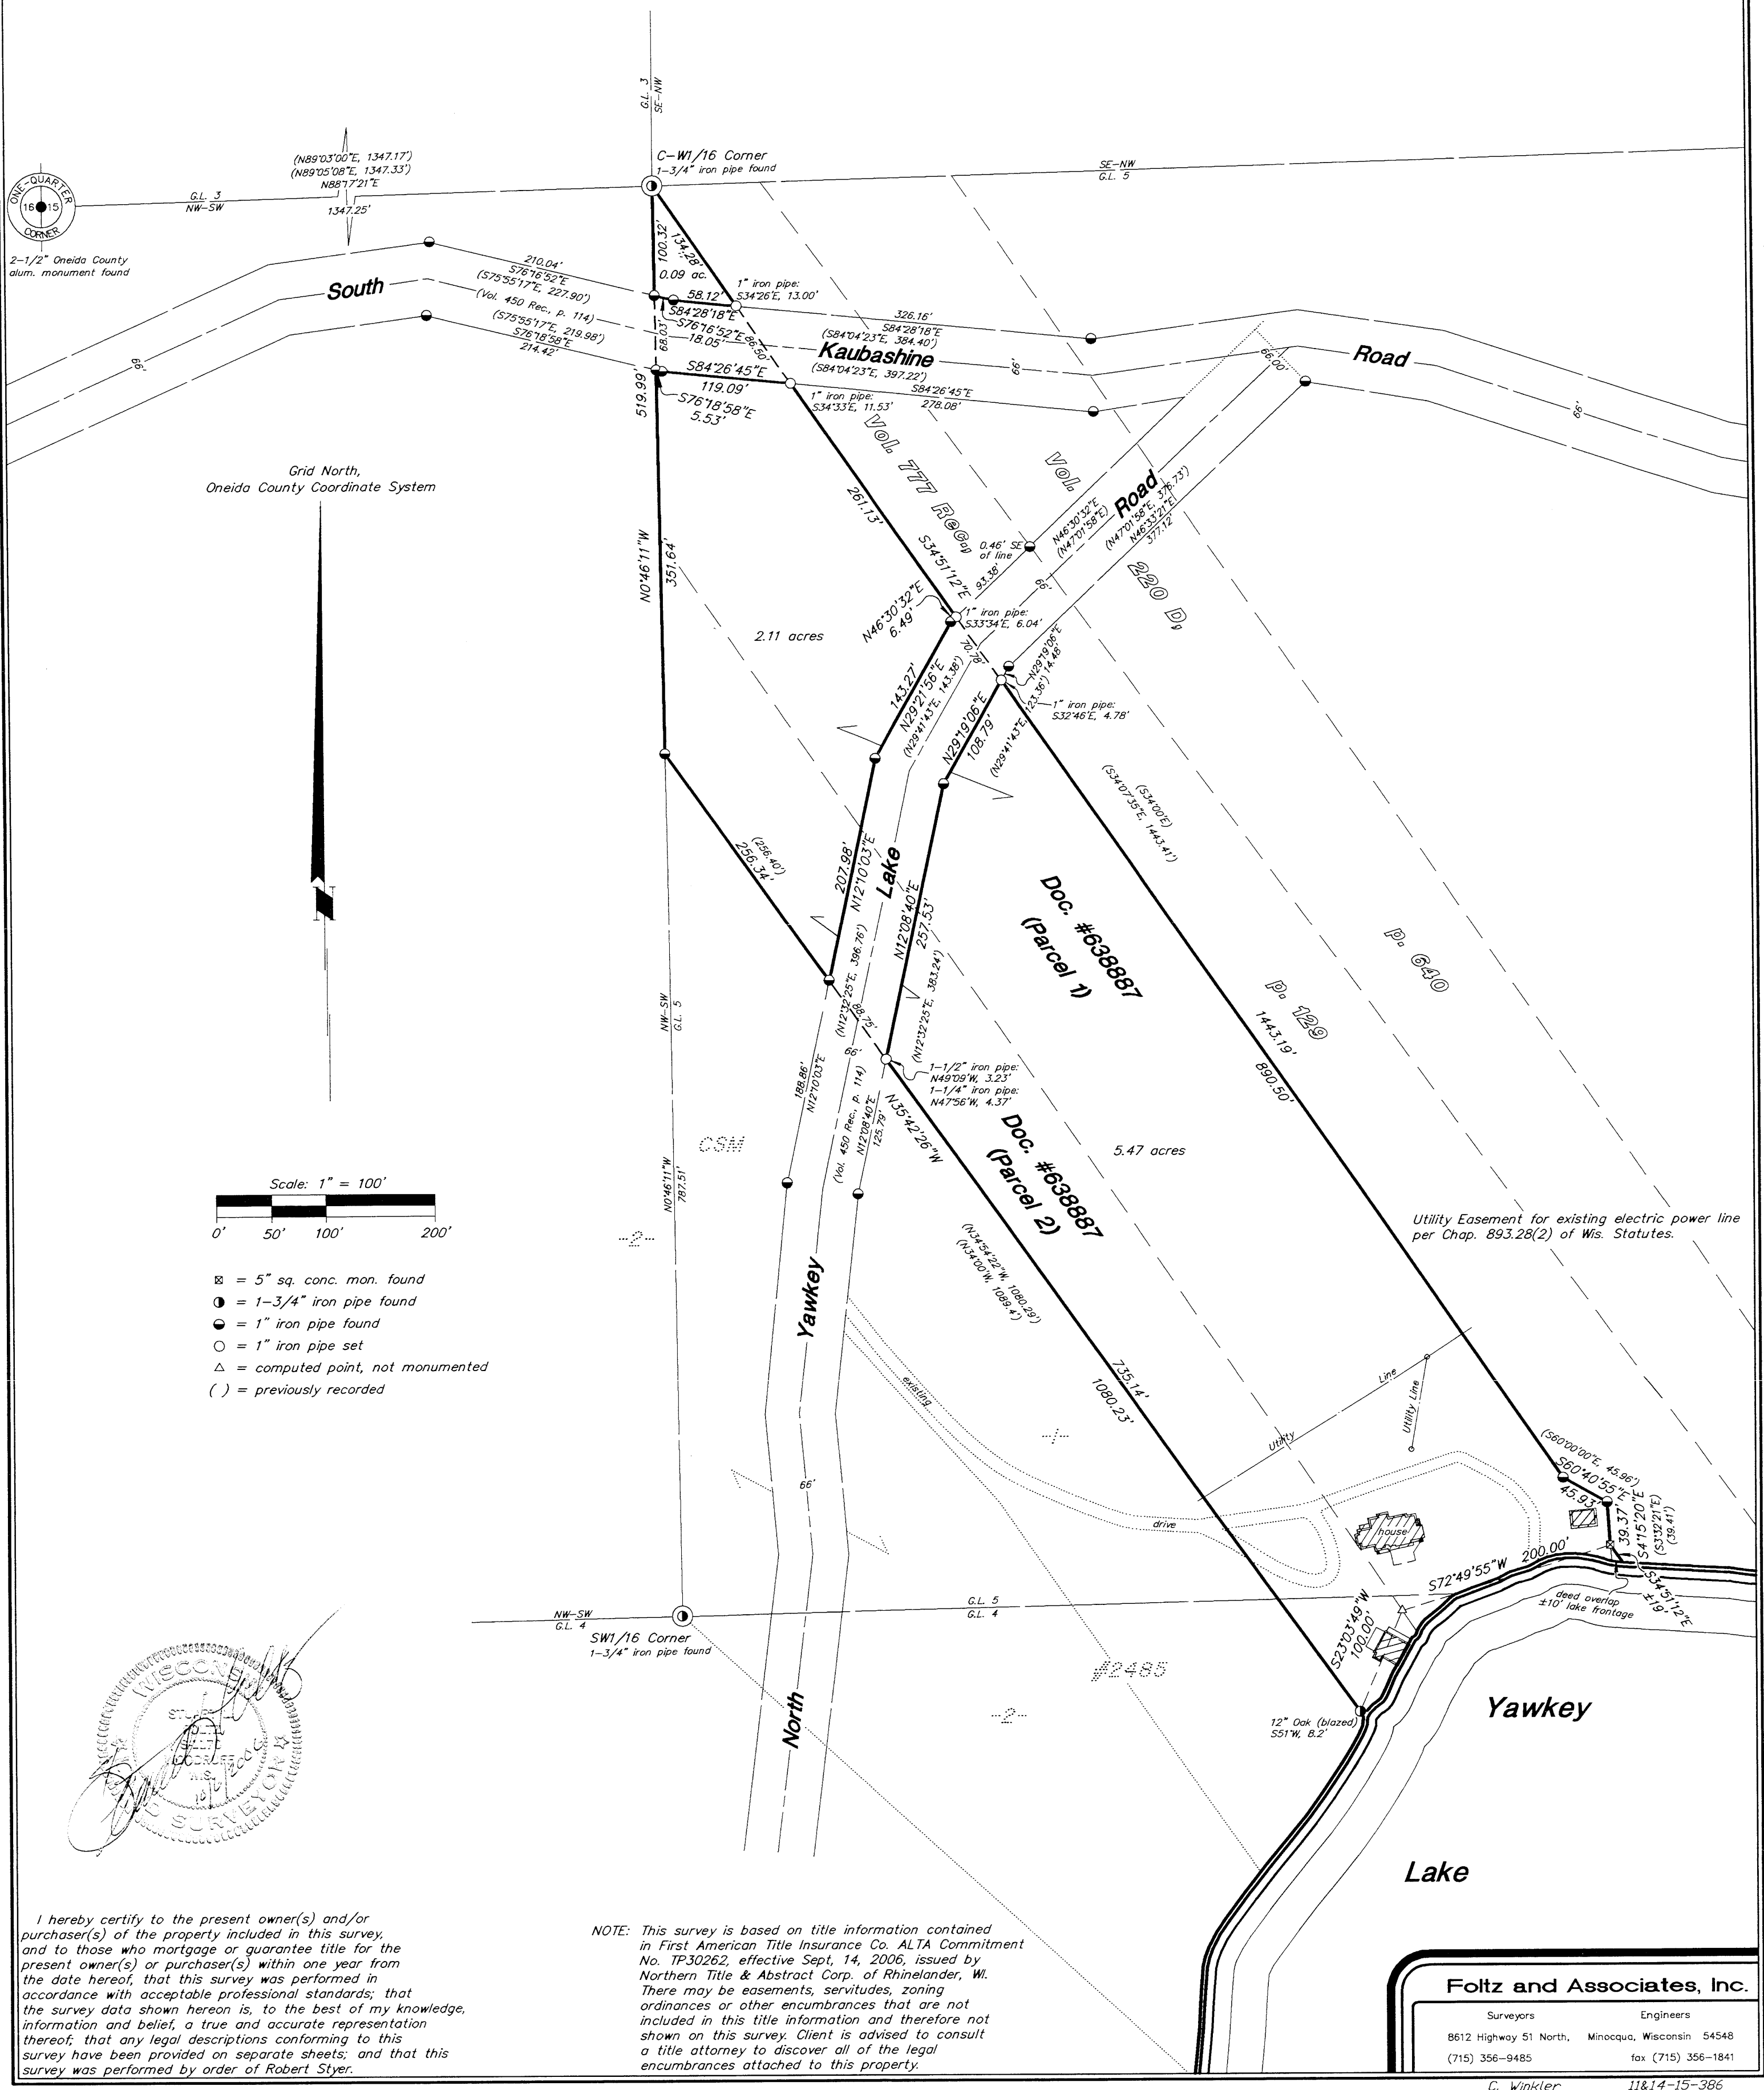 G.L. 3
SE-NW
(N89°03'00"E, 1347.17')
(N89°05'08"E, 1347.33')
N88°17'21"E
1347.25'
G.L. 3
NW-SW
ONE-QUARTER
16 15
CORNER
2-1/2" Oneida County
alum. monument found
C-W1/16 Corner
1-3/4" iron pipe found
SE-NW
G.L. 5
100.32'
134.28'
0.09 ac.
1" iron pipe:
S34°26'E, 13.00'
210.04'
S76°16'52"E
(S75°55'17"E, 227.90')
(Vol. 450 Rec., p. 114)
(S75°55'17"E, 219.98')
S76°18'58"E
214.42'
South
66'
58.12'
S84°28'18"E
S76°16'52"E
18.05'
68.03'
86.50'
326.16'
S84°28'18"E
(S84°04'23"E, 384.40')
Kaubashine
(S84°04'23"E, 397.22')
66'
Road
66.00'
66'
S84°26'45"E
119.09'
S76°18'58"E
5.53'
519.99'
S84°26'45"E
278.08'
1" iron pipe:
S34°33'E, 11.53'
Grid North,
Oneida County Coordinate System
N
Vol. 777 Rec.,
p. 129
Vol.
220 D,
p. 640
261.13'
S34°51'12"E
0.46' SE
of line
93.38'
N46°30'32"E
(N47°01'58"E)
Road
(N47°01'58"E, 376.73')
N46°33'21"E
377.12'
66'
N0°46'11"W
351.64'
2.11 acres
N46°30'32"E
6.49'
1" iron pipe:
S33°34'E, 6.04'
70.78'
N29°19'06"E
14.48'
(N29°41'43"E, 123.36')
1" iron pipe:
S32°46'E, 4.78'
143.27'
N29°21'56"E
(N29°41'43"E, 143.38')
N29°19'06"E
108.79'
(S34°00'E)
(S34°07'35"E, 1443.41')
(256.40')
256.34'
207.98'
N12°10'03"E
Lake
N12°08'40"E
257.53'
(N12°32'25"E, 396.76')
(N12°32'25"E, 383.24')
88.75'
66'
Doc. #638887
(Parcel 1)
1443.19'
890.50'
NW-SW
G.L. 5
1-1/2" iron pipe:
N49°09'W, 3.23'
1-1/4" iron pipe:
N47°56'W, 4.37'
188.86'
N12°10'03"E
(Vol. 450 Rec., p. 114)
N12°08'40"E
125.79'
N35°42'26"W
Doc. #638887
(Parcel 2)
5.47 acres
CSM
-2-
N0°46'11"W
787.51'
Scale: 1" = 100'
0' 50' 100' 200'
= 5" sq. conc. mon. found
= 1-3/4" iron pipe found
= 1" iron pipe found
= 1" iron pipe set
= computed point, not monumented
( ) = previously recorded
Utility Easement for existing electric power line
per Chap. 893.28(2) of Wis. Statutes.
(N34°54'22"W, 1080.29')
(N34°00'W, 1089.4')
Yawkey
existing
735.14'
1080.23'
-1-
Utility Line
Utility Line
66'
drive
house
(S60°00'00"E, 45.96')
S60°40'55"E
45.93'
39.37'
S4°15'20"E
(S3°32'21"E)
(39.41')
S72°49'55"W 200.00'
S34°51'12"E
±19'
deed overlap
±10' lake frontage
NW-SW
G.L. 4
G.L. 5
G.L. 4
SW1/16 Corner
1-3/4" iron pipe found
S23°03'49"W
100.00'
#2485
-2-
North
12" Oak (blazed)
S51°W, 8.2'
Yawkey
Lake
WISCONSIN
SURVEYOR
I hereby certify to the present owner(s) and/or
purchaser(s) of the property included in this survey,
and to those who mortgage or guarantee title for the
present owner(s) or purchaser(s) within one year from
the date hereof, that this survey was performed in
accordance with acceptable professional standards; that
the survey data shown hereon is, to the best of my knowledge,
information and belief, a true and accurate representation
thereof; that any legal descriptions conforming to this
survey have been provided on separate sheets; and that this
survey was performed by order of Robert Styer.
NOTE: This survey is based on title information contained
in First American Title Insurance Co. ALTA Commitment
No. TP30262, effective Sept, 14, 2006, issued by
Northern Title & Abstract Corp. of Rhinelander, WI.
There may be easements, servitudes, zoning
ordinances or other encumbrances that are not
included in this title information and therefore not
shown on this survey. Client is advised to consult
a title attorney to discover all of the legal
encumbrances attached to this property.
Foltz and Associates, Inc.
Surveyors Engineers
8612 Highway 51 North, Minocqua, Wisconsin 54548
(715) 356-9485 fax (715) 356-1841
C. Winkler 11&14-15-386